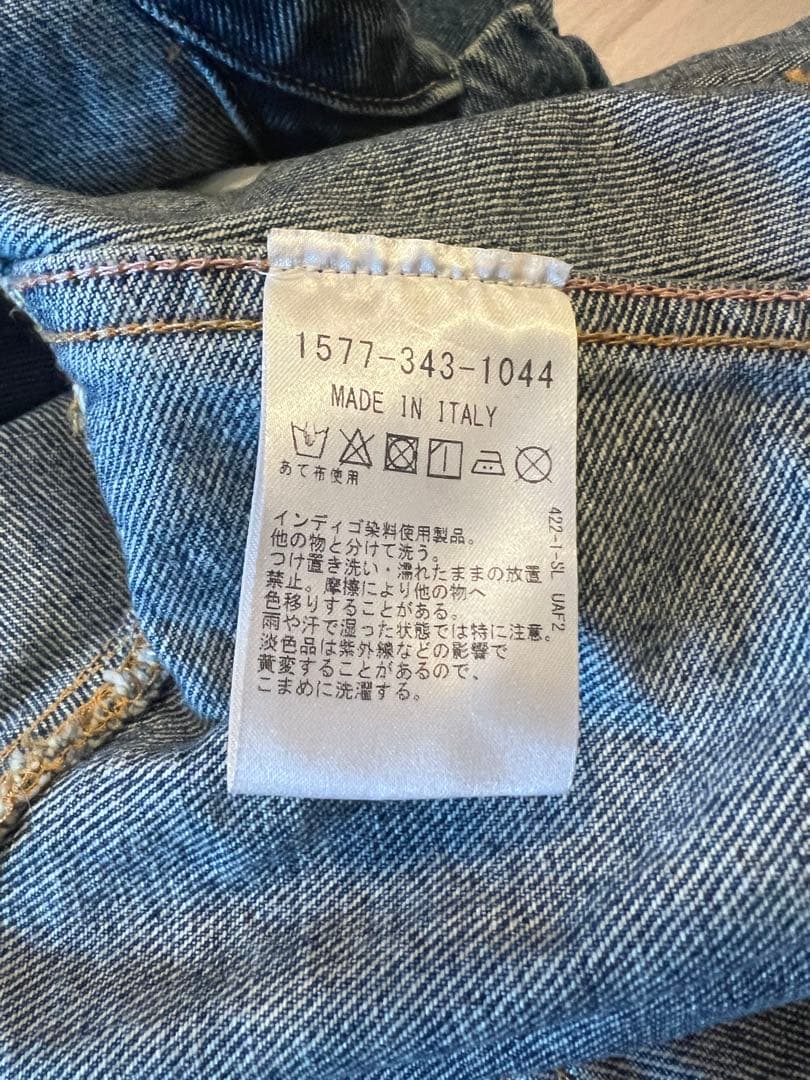 1577-343-1044
MADE IN ITALY
あて布使用
インディゴ染料使用製品。
他の物と分けて洗う。
つけ置き洗い・濡れたままの放置
禁止。摩擦により他の物へ
色移りすることがある。
雨や汗で湿った状態では特に注意。
淡色品は紫外線などの影響で
黄変することがあるので、
こまめに洗濯する。
422-1-SL UAF2